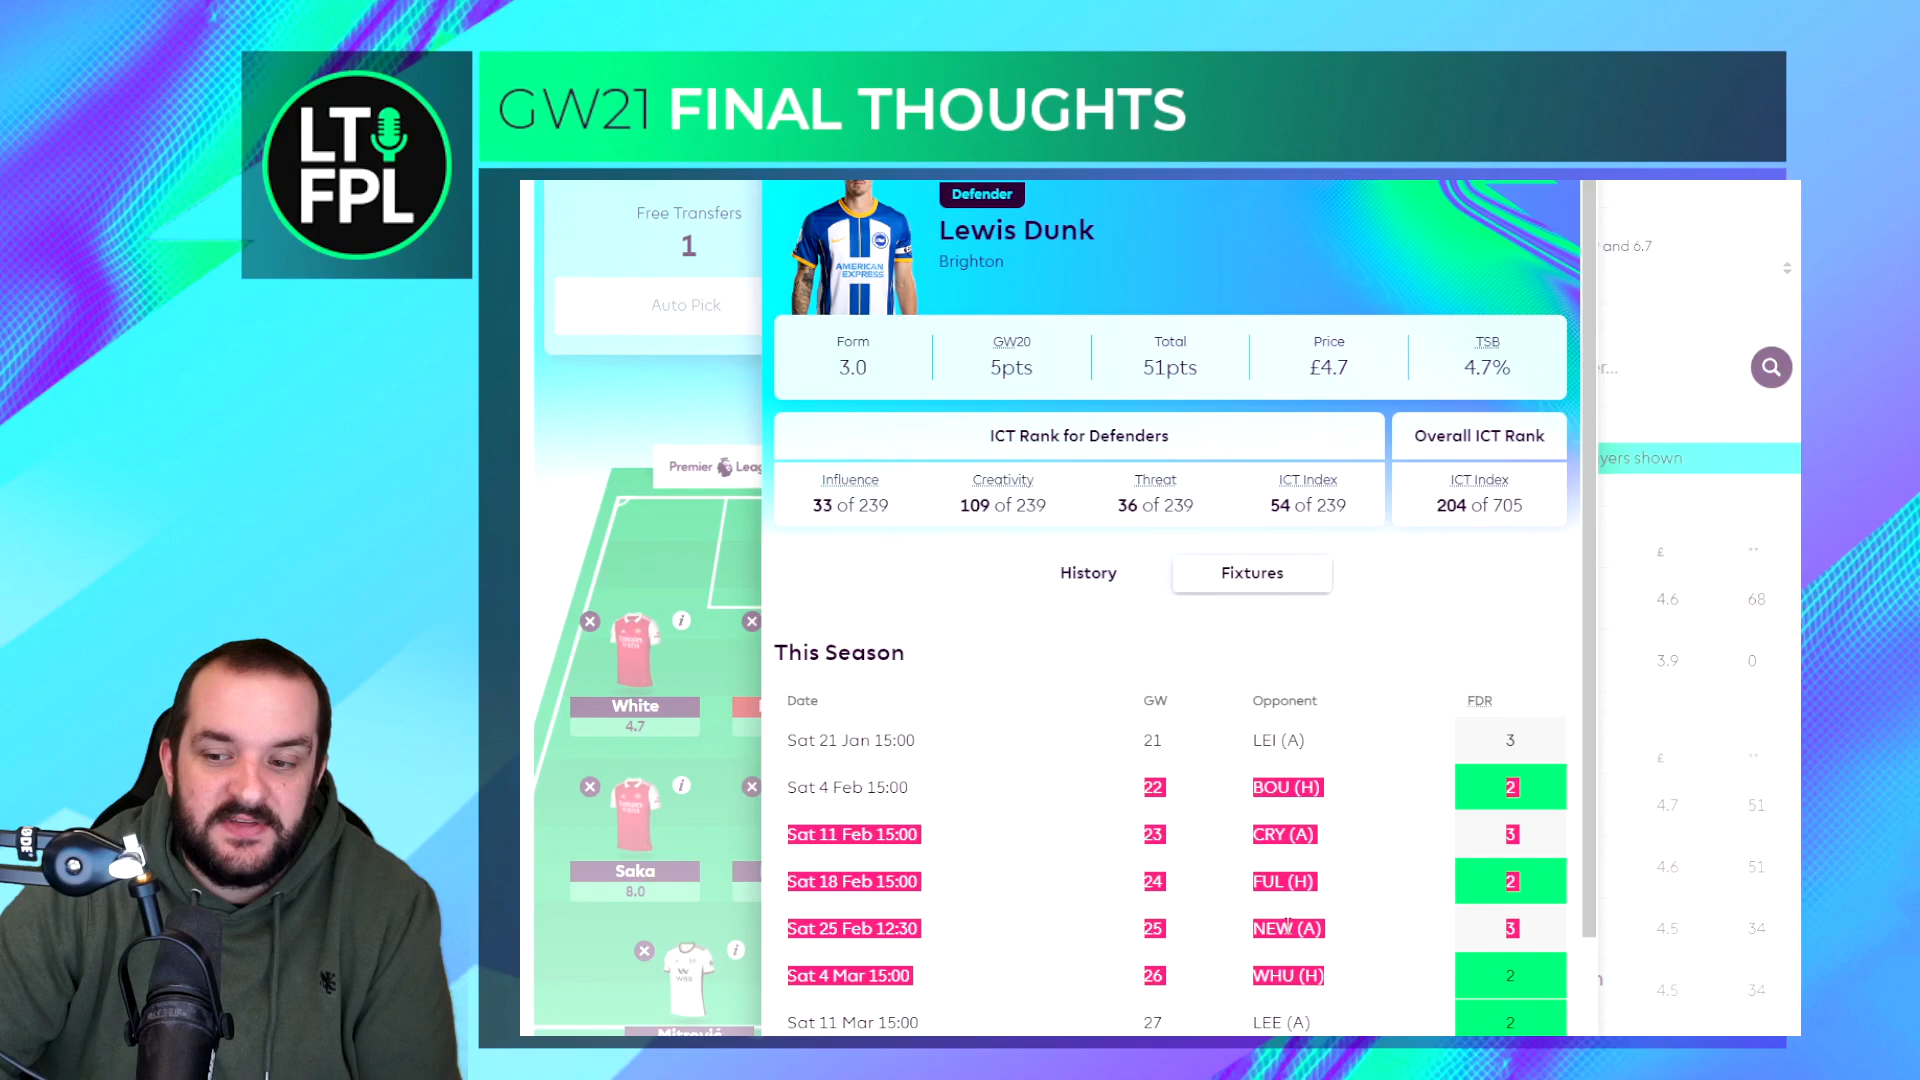 LT
FPL
GW21 FINAL THOUGHTS
Free Transfers
1
Auto Pick
Defender
Lewis Dunk
Brighton
AMERICAN
EXPRESS
and 6.7
Form GW20 Total Price TSB
3.0 5pts 51pts £4.7 4.7%
ICT Rank for Defenders Overall ICT Rank
Influence Creativity Threat ICT Index ICT Index
33 of 239 109 of 239 36 of 239 54 of 239 204 of 705
Premier
yers shown
History Fixtures
This Season
Date GW Opponent FDR
Sat 21 Jan 15:00 21 LEI (A) 3
Sat 4 Feb 15:00 22 BOU (H) 2
Sat 11 Feb 15:00 23 CRY (A) 3
Sat 18 Feb 15:00 24 FUL (H) 2
Sat 25 Feb 12:30 25 NEW (A) 3
Sat 4 Mar 15:00 26 WHU (H) 2
Sat 11 Mar 15:00 27 LEE (A) 2
White
4.7
Saka
8.0
Mitrović
£ **
4.6 68
3.9 0
£ **
4.7 51
4.6 51
4.5 34
4.5 34